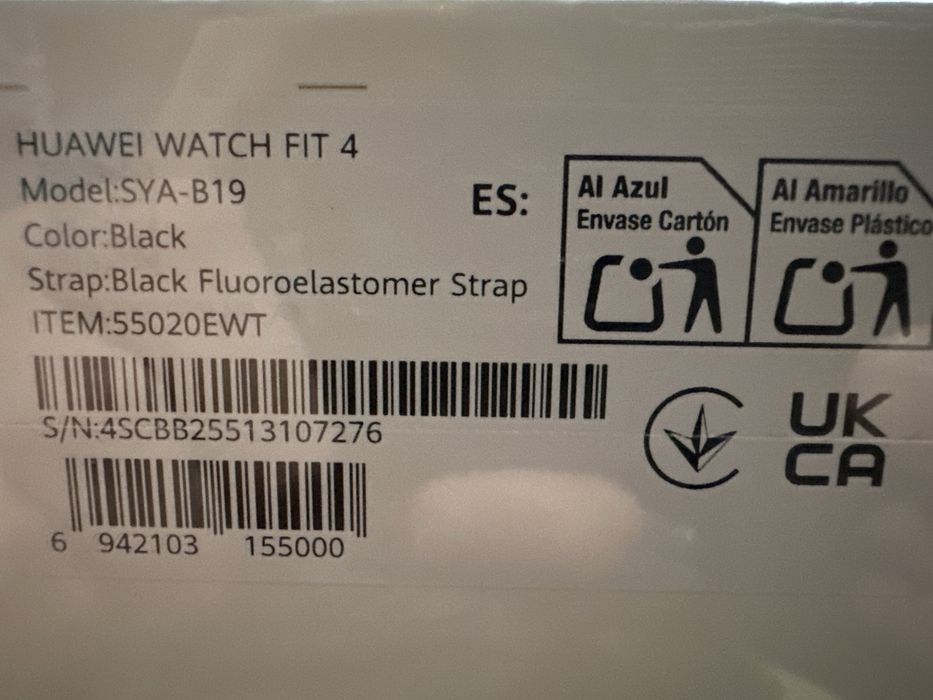 HUAWEI WATCH FIT 4
Model:SYA-B19
Color:Black
Strap:Black Fluoroelastomer Strap
ITEM:55020EWT
S/N:4SCBB25513107276
6 942103 155000
ES:
Al Azul
Envase Cartón
Al Amarillo
Envase Plástico
UK
CA